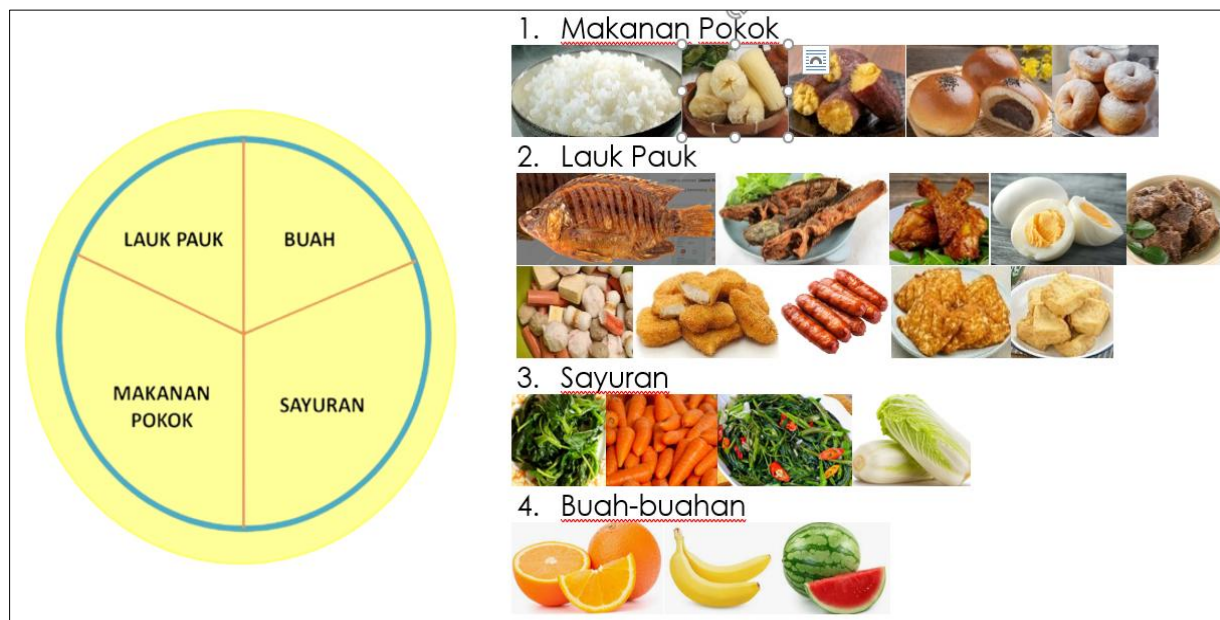 LAUK PAUK
BUAH
MAKANAN
POKOK
SAYURAN
1. Makanan Pokok
2. Lauk Pauk
3. Sayuran
4. Buah-buahan